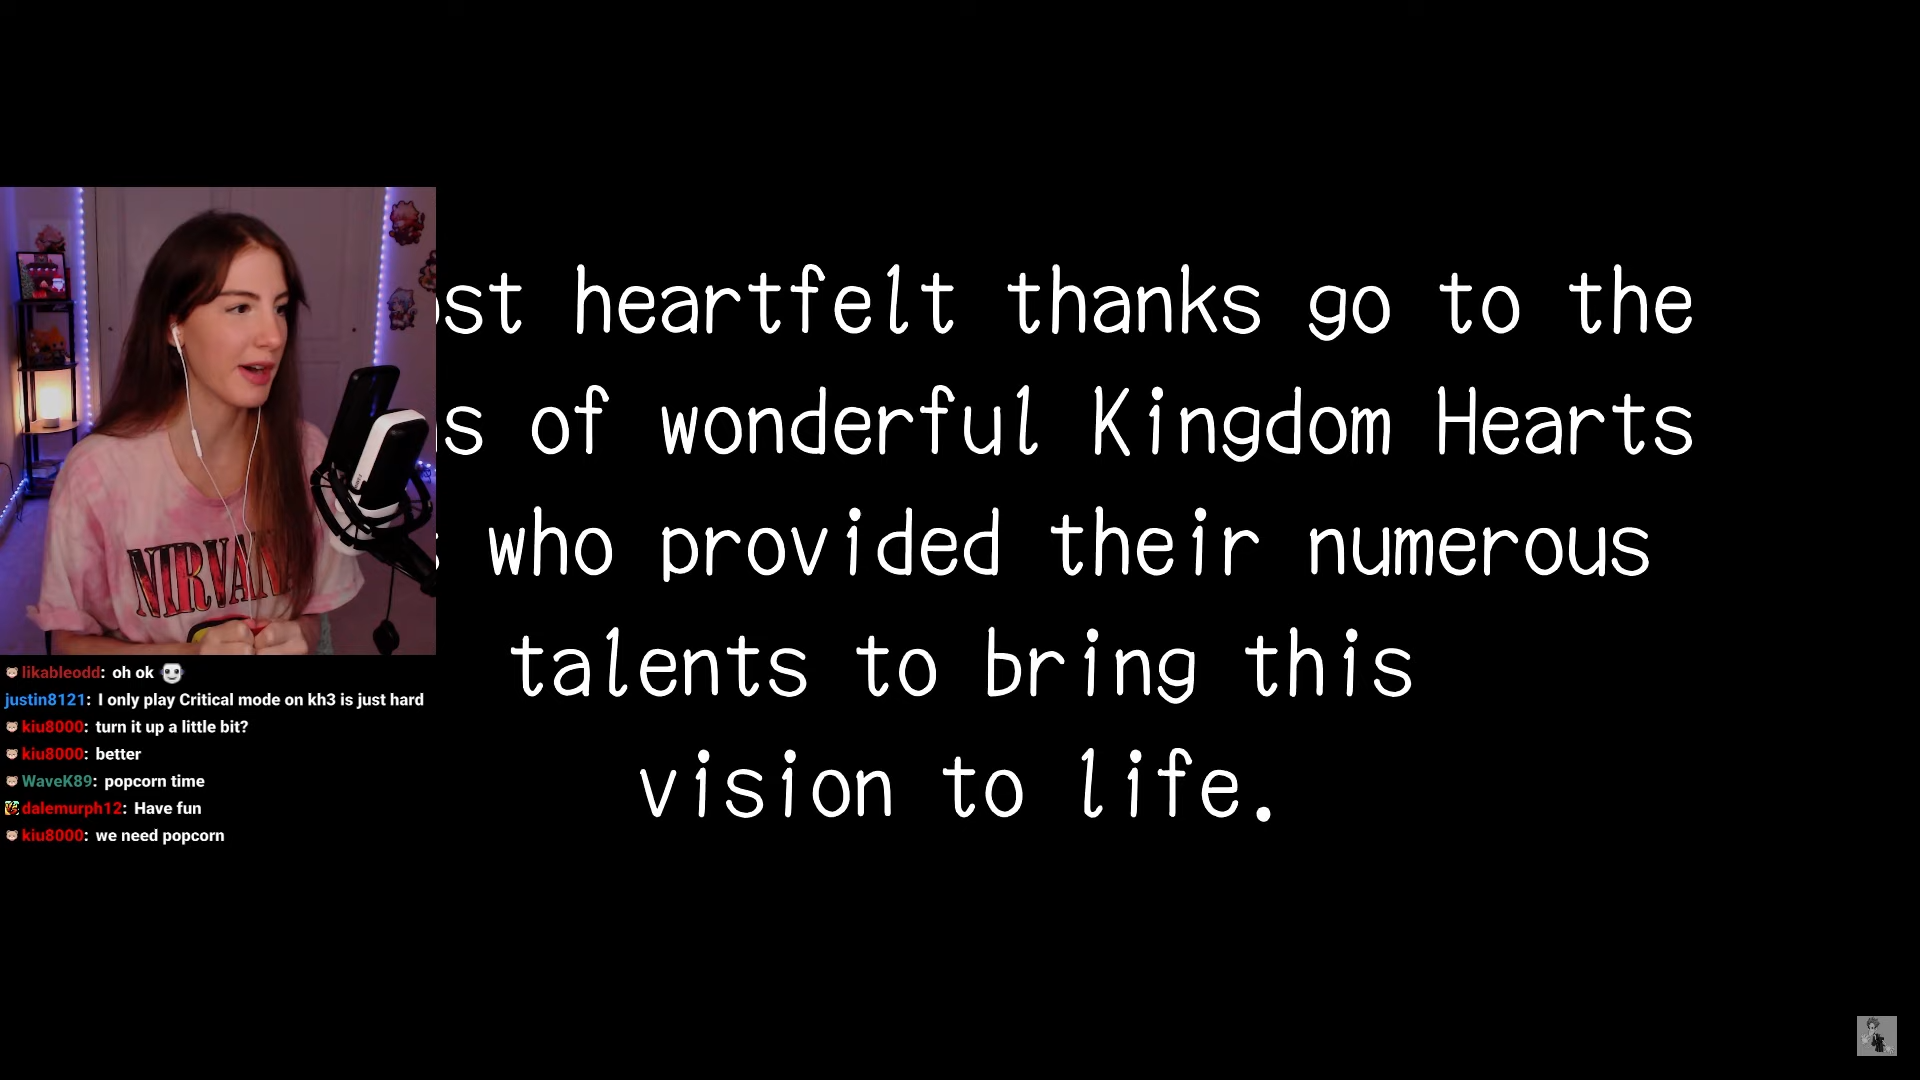 heartfelt thanks go to the
of wonderful Kingdom Hearts
who provided their numerous
talents to bring this
vision to life.
NIRVAN
likableodd: oh ok
justin8121: I only play Critical mode on kh3 is just hard
kiu8000: turn it up a little bit?
kiu8000: better
WaveK89: popcorn time
dalemurph12: Have fun
kiu8000: we need popcorn